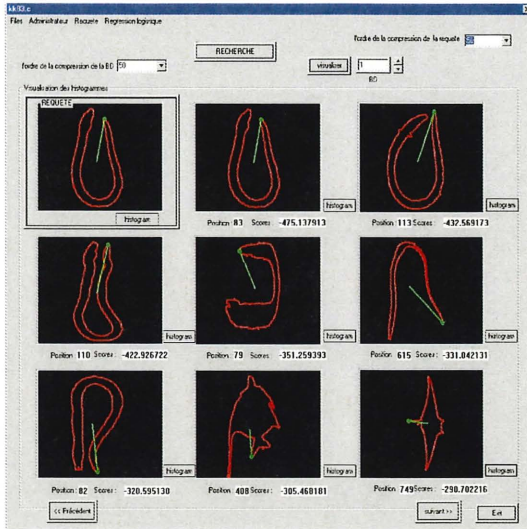 klk93.c
Files Administrateur Requete Regression logistique
l'ordre de la compression de la requete
RECHERCHE
l'ordre de la compression de la BD 50
visualiser 1
BD
Visualisation des histogrammes
REQUETE
histogram
histogram
histogram
Position 83 Scores: -475.137913
Position 113 Scores: -432.569173
histogram
histogram
histogram
Position 110 Scores: -422.926722
Position: 79 Scores: -351.259393
Position 615 Scores: -331.042131
histogram
histogram
histogram
Position: 82 Scores: -320.595130
Position: 408 Scores: -305.468181
Position 749 Scores: -290.702216
<< Précédent
suivant >>
Exit